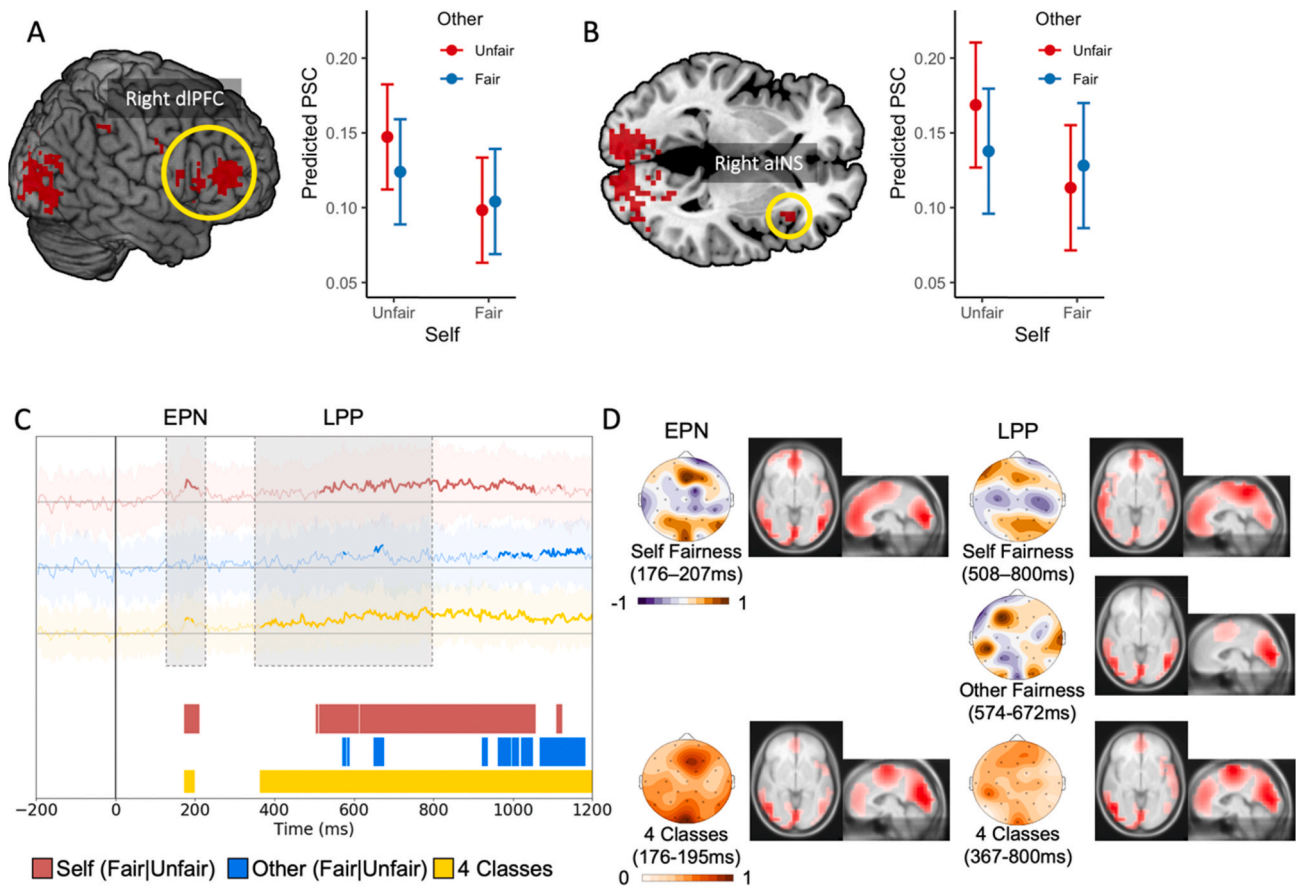 A
Right dlPFC
Predicted PSC
0.20
0.15
0.10
0.05
Other
Unfair
Fair
Unfair
Fair
Self
B
Right aINS
Predicted PSC
0.20
0.15
0.10
0.05
Other
Unfair
Fair
Unfair
Fair
Self
C
EPN
LPP
−200
0
200
400
600
800
1000
1200
Time (ms)
Self (Fair|Unfair)
Other (Fair|Unfair)
4 Classes
D
EPN
LPP
Self Fairness
(176–207ms)
-1
1
Self Fairness
(508–800ms)
Other Fairness
(574-672ms)
4 Classes
(176-195ms)
0
1
4 Classes
(367-800ms)